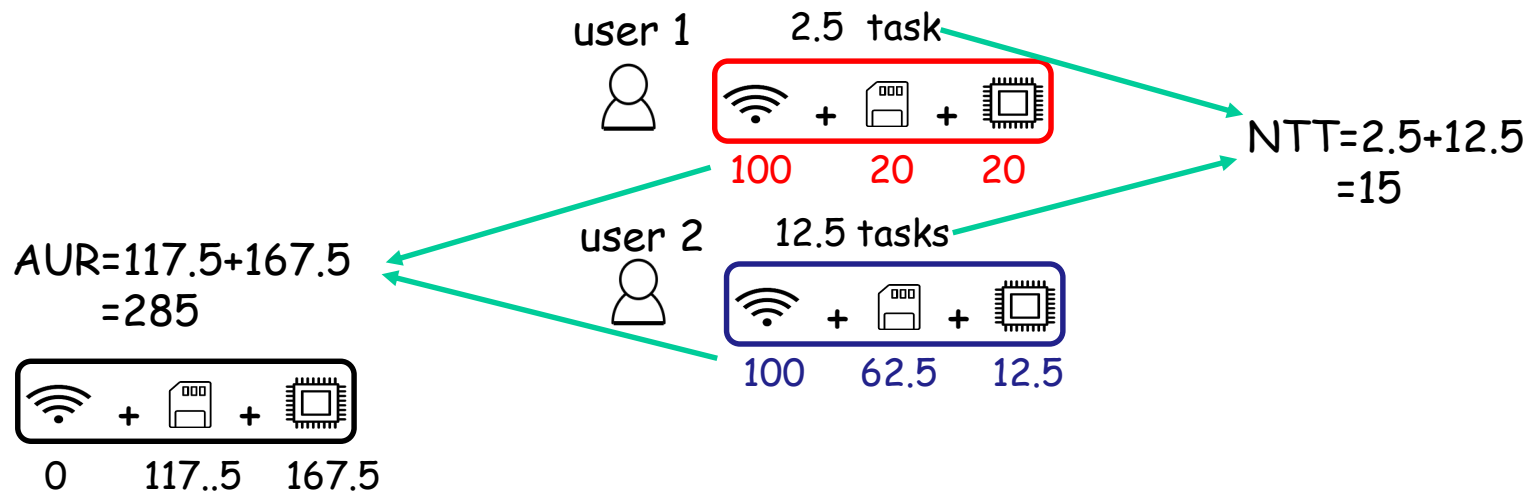 user 1 2.5 task
+ +
100 20 20
NTT=2.5+12.5
=15
user 2 12.5 tasks
+ +
100 62.5 12.5
AUR=117.5+167.5
=285
+ +
0 117..5 167.5